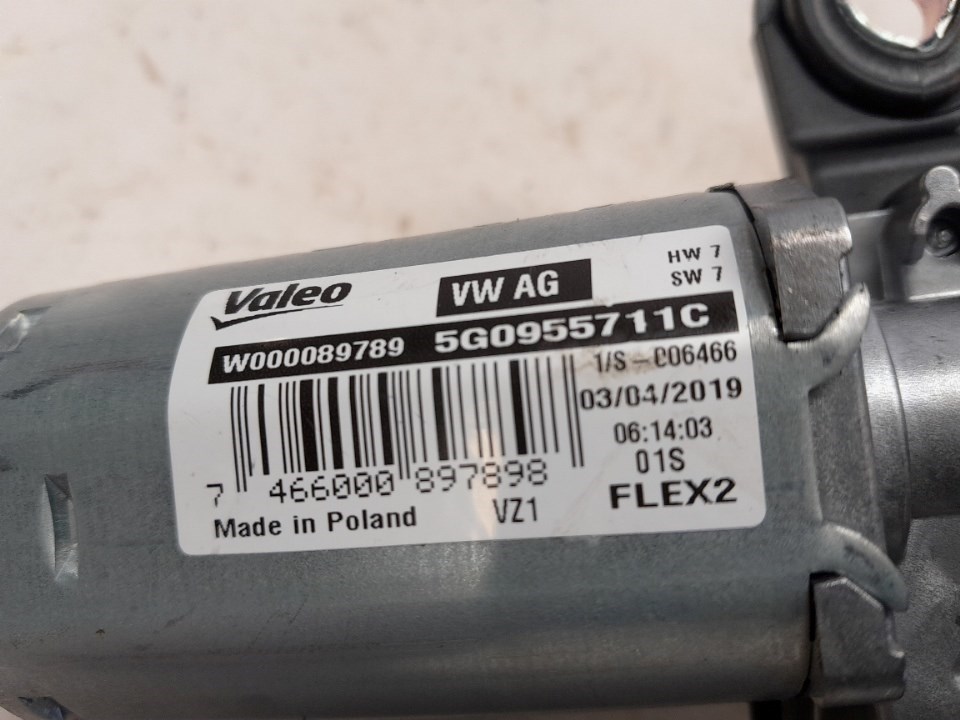 Valeo VW AG HW 7
SW 7
W000089789 5G0955711C
1/S-006466
03/04/2019
06:14:03
01S
7 466000 897898
Made in Poland VZ1 FLEX2